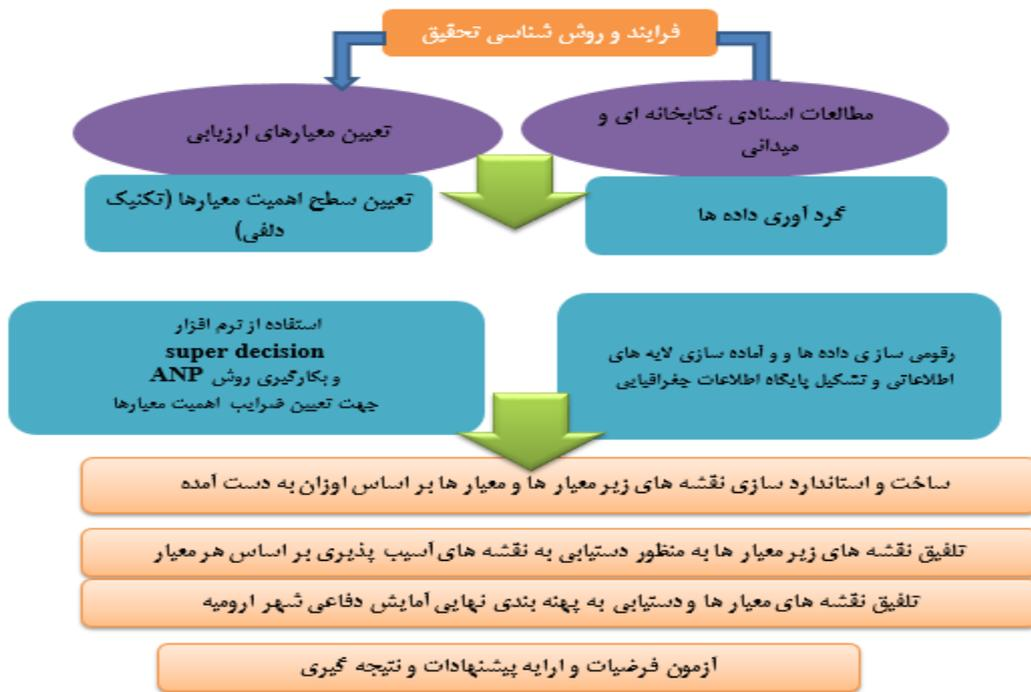 فرایند و روش شناسی تحقیق
مطالعات اسنادی ،کتابخانه ای و
میدانی
تعیین معیارهای ارزیابی
گرد آوری داده ها
تعیین سطح اهمیت معیارها (تکنیک
دلفی)
رقومی سازی داده ها و و آماده سازی لایه های
اطلاعاتی و تشکیل پایگاه اطلاعات جغرافیایی
استفاده از نرم افزار
super decision
و بکارگیری روش ANP
جهت تعیین ضرایب اهمیت معیارها
ساخت و استاندارد سازی نقشه های زیر معیار ها و معیار ها بر اساس اوزان به دست آمده
تلفیق نقشه های زیر معیار ها به منظور دستیابی به نقشه های آسیب پذیری بر اساس هر معیار
تلفیق نقشه های معیار ها و دستیابی به پهنه بندی نهایی آمایش دفاعی شهر ارومیه
آزمون فرضیات و ارایه پیشنهادات و نتیجه گیری